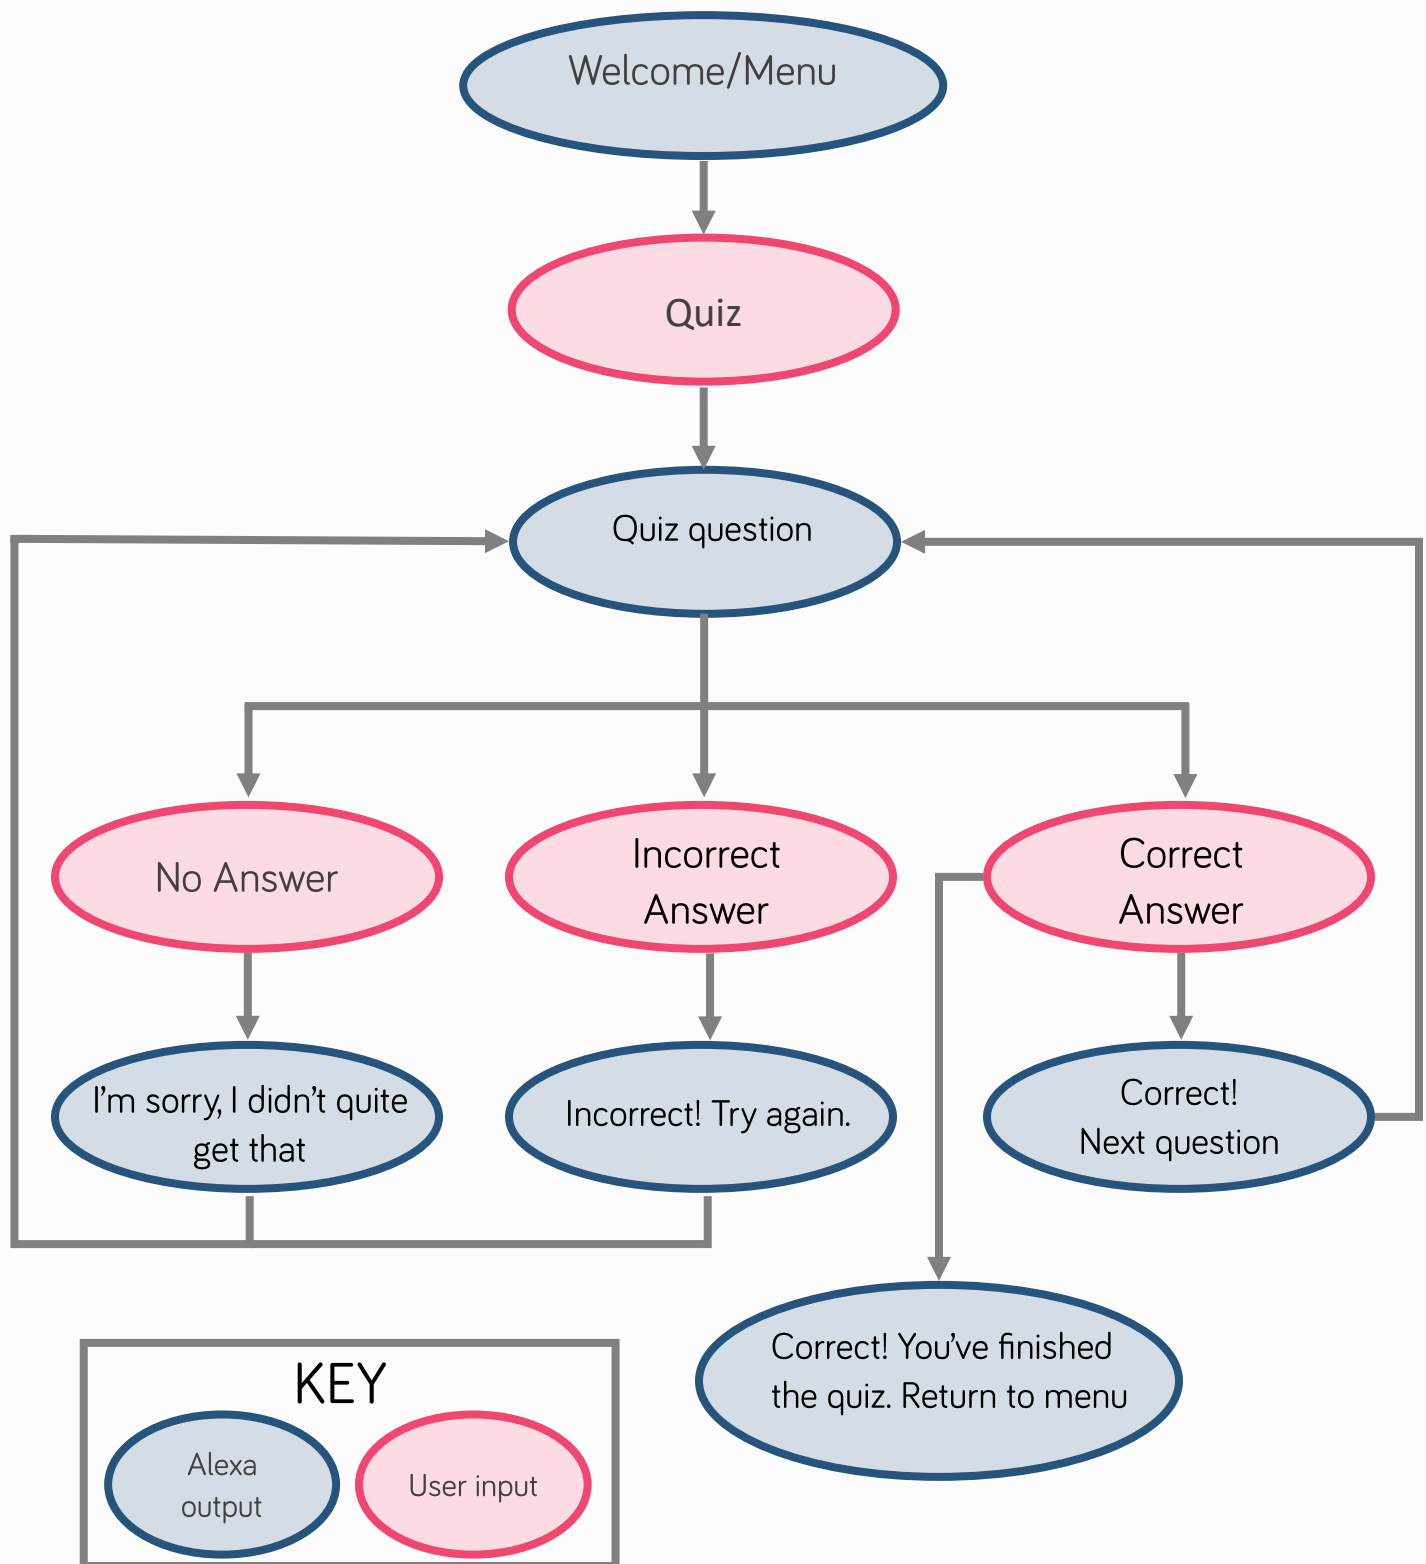 Welcome/Menu
Quiz
Quiz question
No Answer
Incorrect
Answer
Correct
Answer
I'm sorry, I didn't quite
get that
Incorrect! Try again.
Correct!
Next question
Correct! You've finished
the quiz. Return to menu
KEY
Alexa
output
User input